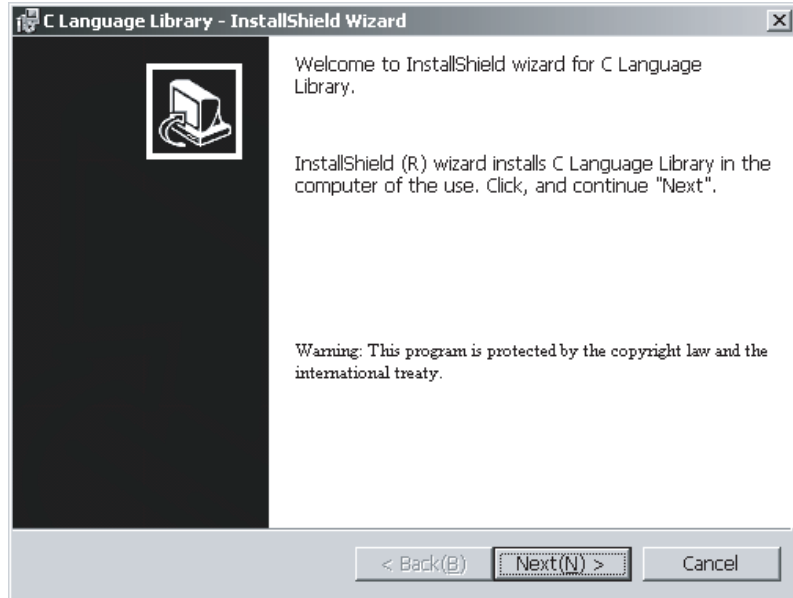 C Language Library - InstallShield Wizard
Welcome to InstallShield wizard for C Language
Library.
InstallShield (R) wizard installs C Language Library in the
computer of the use. Click, and continue "Next".
Warning: This program is protected by the copyright law and the
international treaty.
< Back(B)
Next(N) >
Cancel